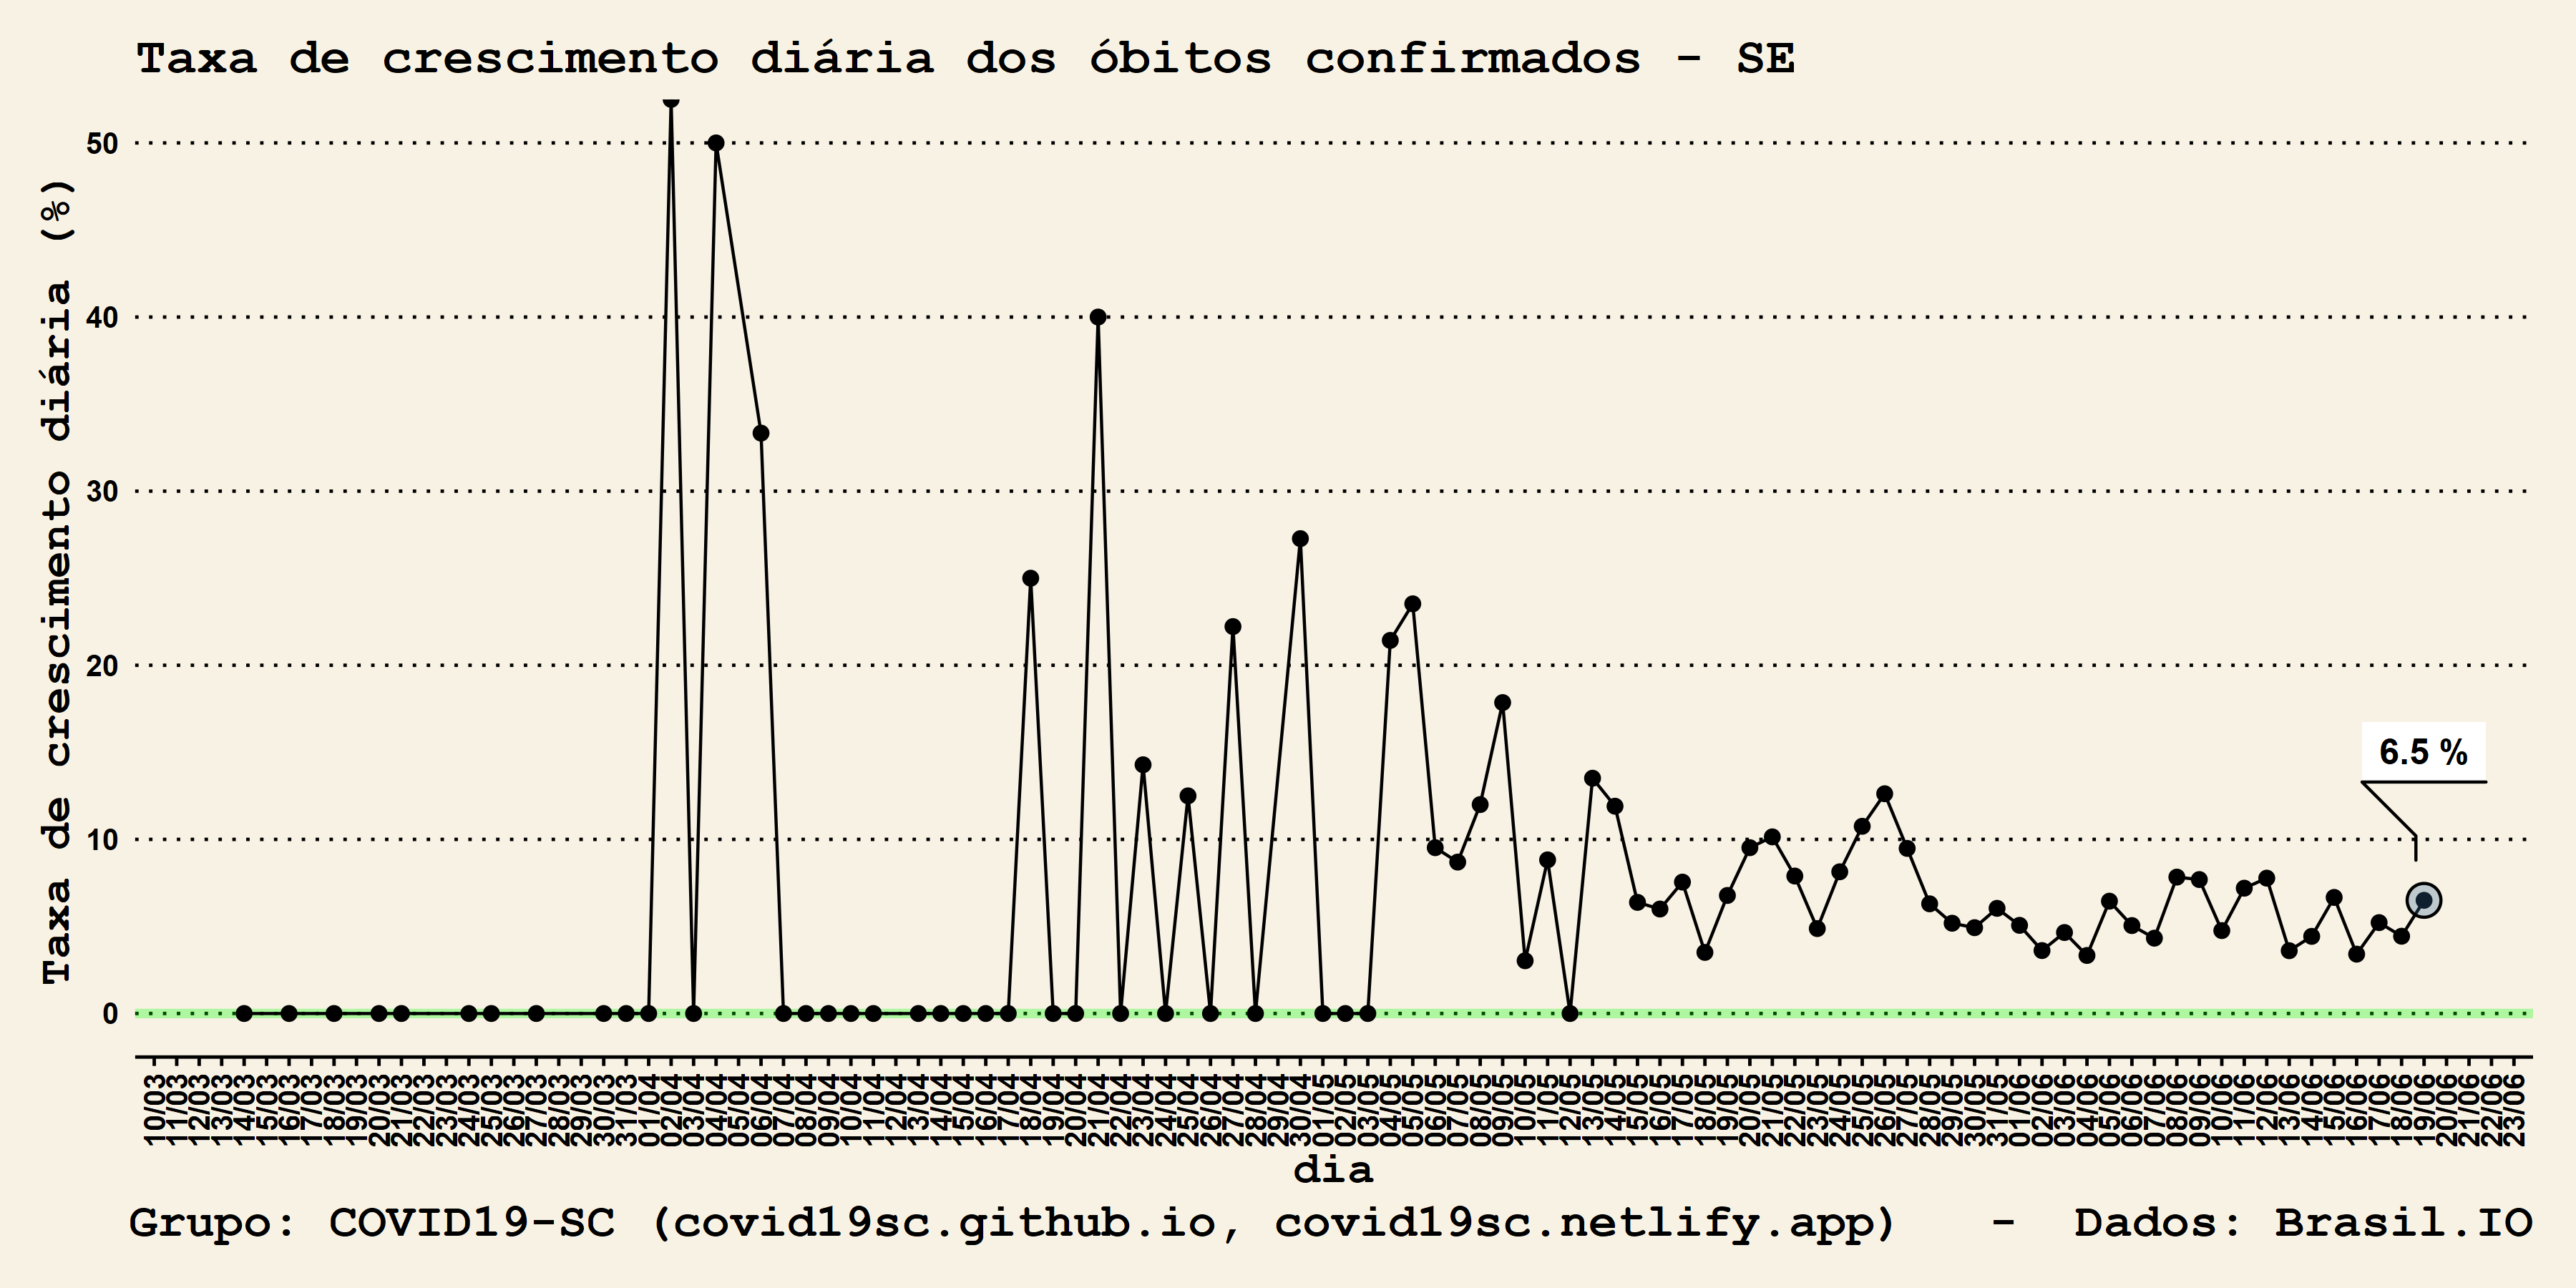 Taxa de crescimento diária dos óbitos confirmados - SE
Taxa de crescimento diária (%)
50
40
30
20
10
0
6.5 %
10/03 11/03 12/03 13/03 14/03 15/03 16/03 17/03 18/03 19/03 20/03 21/03 22/03 23/03 24/03 25/03 26/03 27/03 28/03 29/03 30/03 31/03 01/04 02/04 03/04 04/04 05/04 06/04 07/04 08/04 09/04 10/04 11/04 12/04 13/04 14/04 15/04 16/04 17/04 18/04 19/04 20/04 21/04 22/04 23/04 24/04 25/04 26/04 27/04 28/04 29/04 30/04 01/05 02/05 03/05 04/05 05/05 06/05 07/05 08/05 09/05 10/05 11/05 12/05 13/05 14/05 15/05 16/05 17/05 18/05 19/05 20/05 21/05 22/05 23/05 24/05 25/05 26/05 27/05 28/05 29/05 30/05 31/05 01/06 02/06 03/06 04/06 05/06 06/06 07/06 08/06 09/06 10/06 11/06 12/06 13/06 14/06 15/06 16/06 17/06 18/06 19/06 20/06 21/06 22/06 23/06
dia
Grupo: COVID19-SC (covid19sc.github.io, covid19sc.netlify.app) - Dados: Brasil.IO